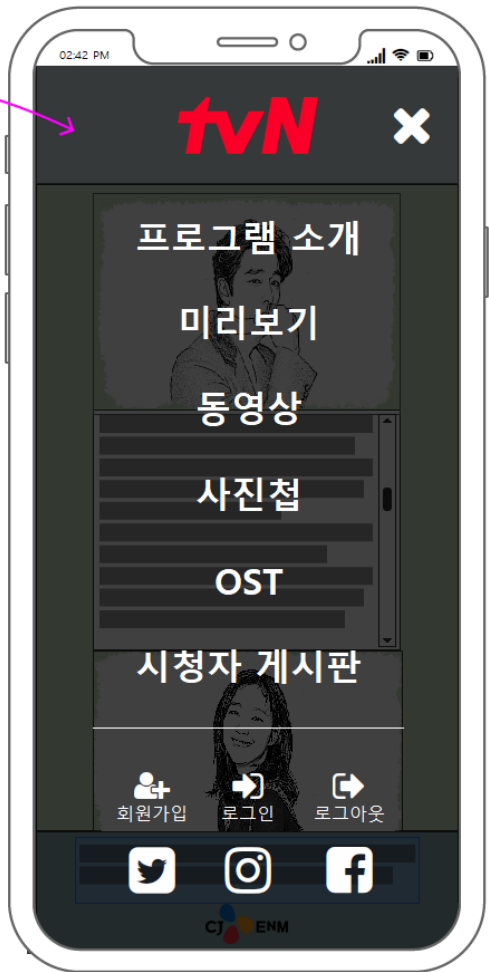 02:42 PM
tvN
프로그램 소개
미리보기
동영상
사진첩
OST
시청자 게시판
회원가입 로그인 로그아웃
CJ ENM